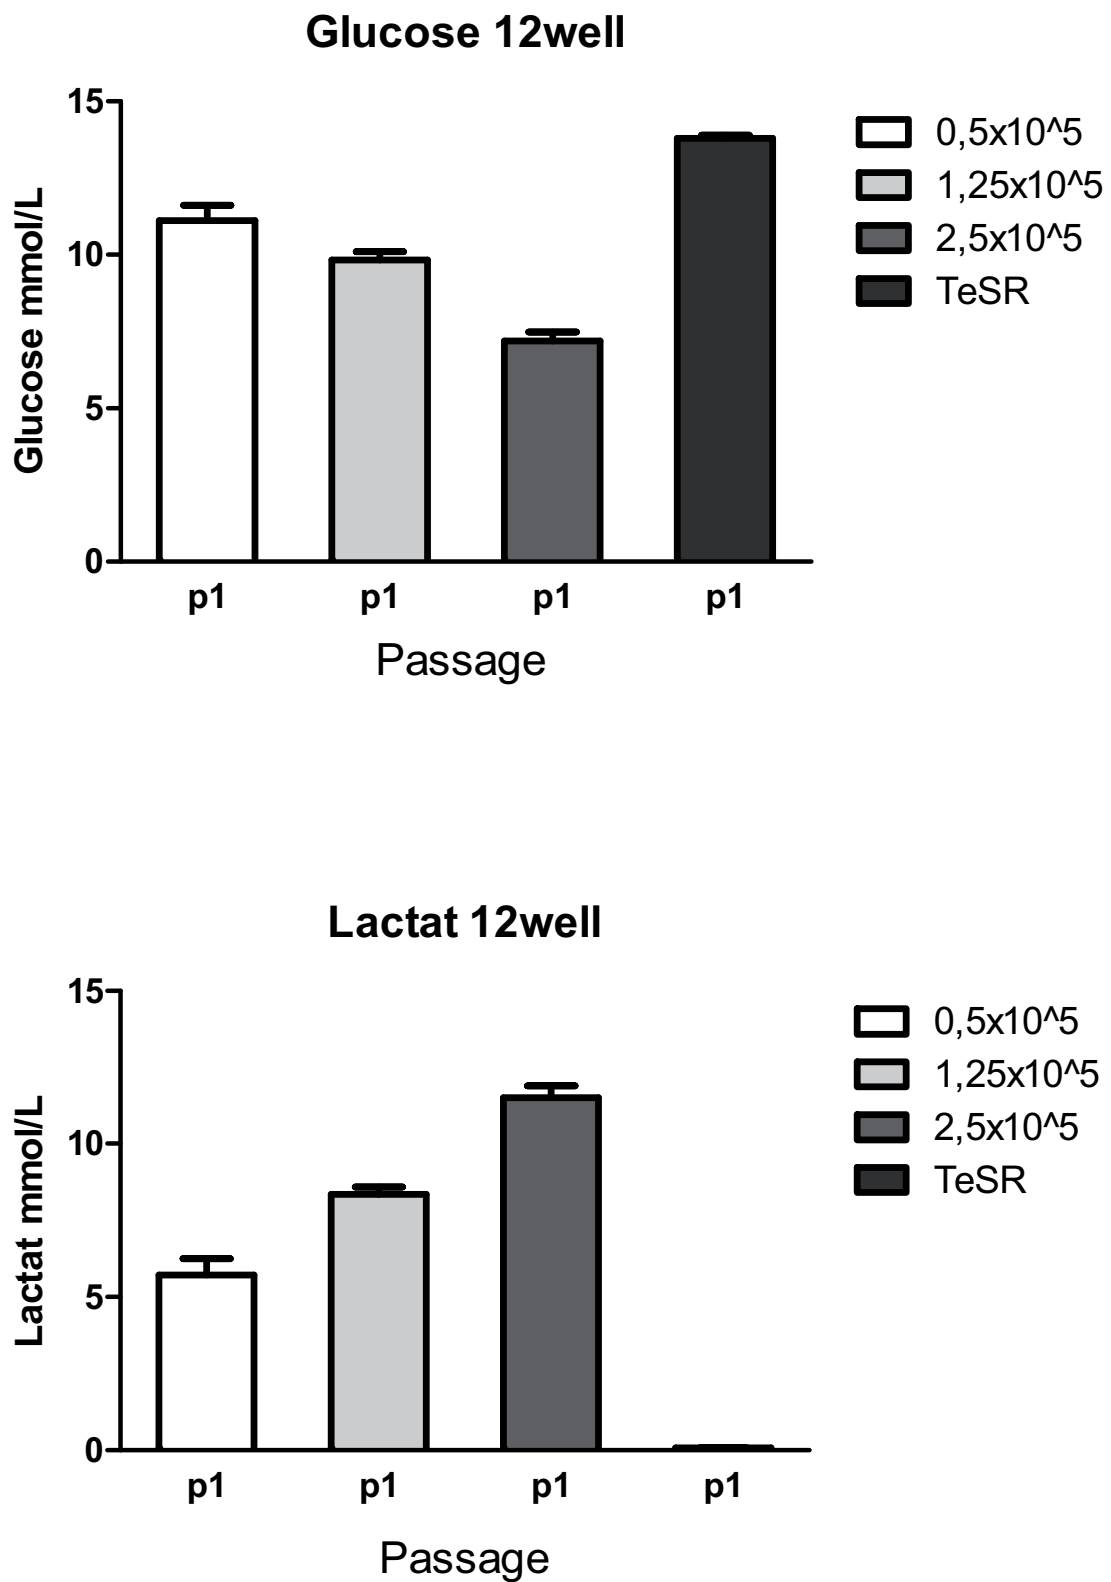 Glucose 12well
15
10
5
0
Glucose mmol/L
p1 p1 p1 p1
Passage
0,5x10^5
1,25x10^5
2,5x10^5
TeSR
Lactat 12well
15
10
5
0
Lactat mmol/L
p1 p1 p1 p1
Passage
0,5x10^5
1,25x10^5
2,5x10^5
TeSR